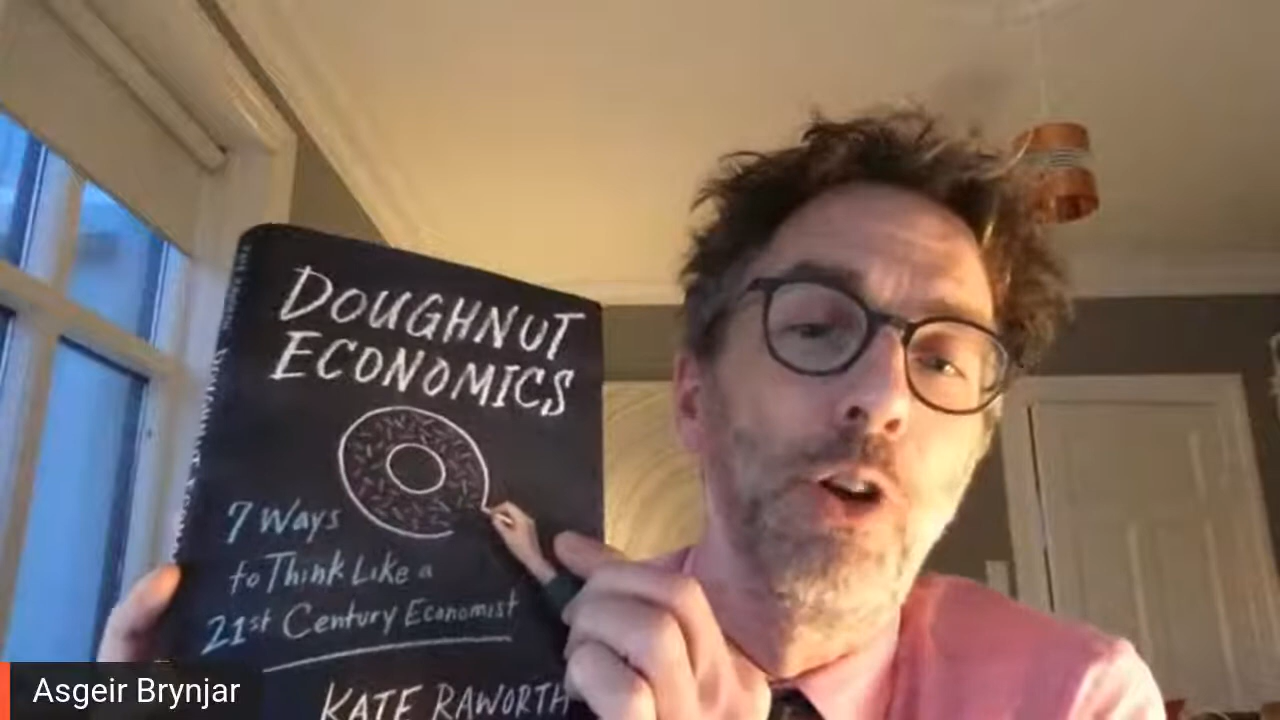 DOUGHNUT
ECONOMICS
7 Ways
to Think Like a
21st Century Economist
KATE RAWORTH
Asgeir Brynjar